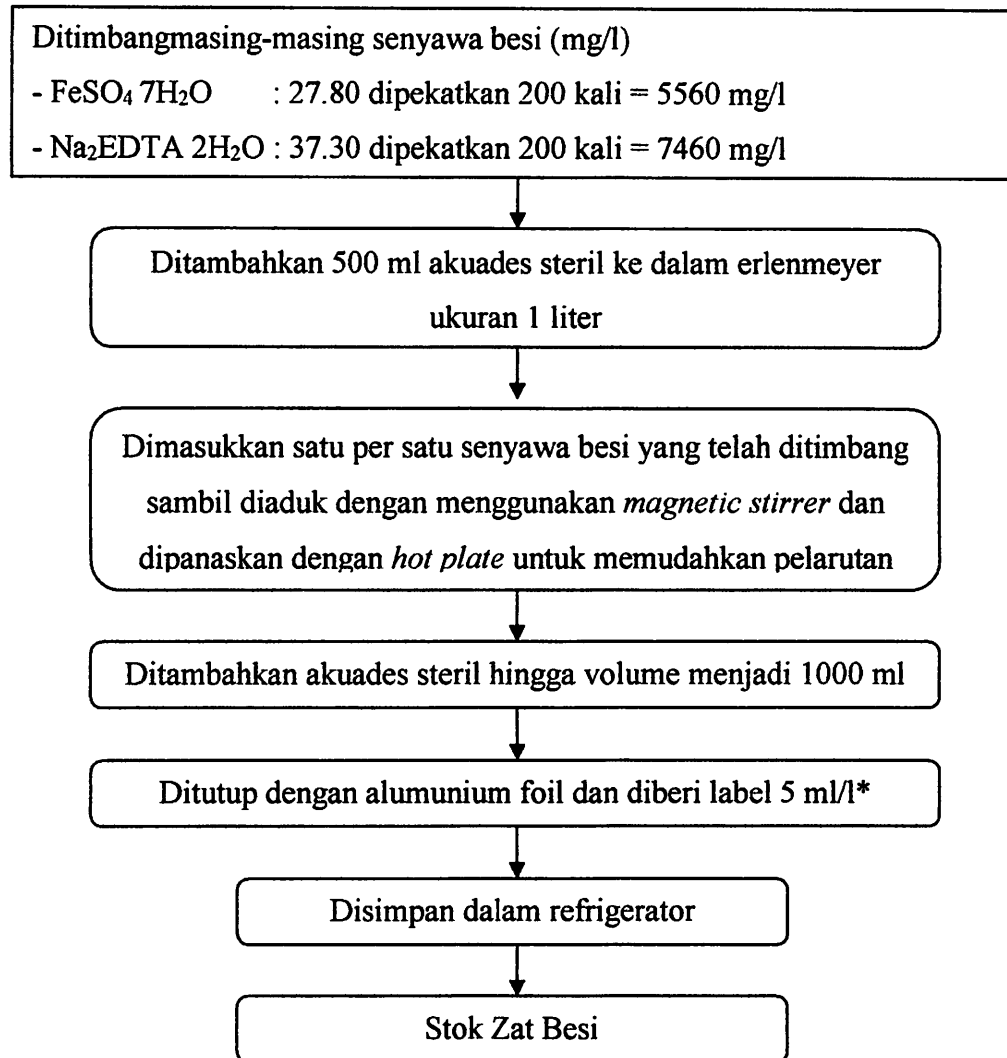 Ditimbangmasing-masing senyawa besi (mg/l)
- FeSO₄ 7H₂O : 27.80 dipekatkan 200 kali = 5560 mg/l
- Na₂EDTA 2H₂O : 37.30 dipekatkan 200 kali = 7460 mg/l
Ditambahkan 500 ml akuades steril ke dalam erlenmeyer
ukuran 1 liter
Dimasukkan satu per satu senyawa besi yang telah ditimbang
sambil diaduk dengan menggunakan magnetic stirrer dan
dipanaskan dengan hot plate untuk memudahkan pelarutan
Ditambahkan akuades steril hingga volume menjadi 1000 ml
Ditutup dengan alumunium foil dan diberi label 5 ml/l*
Disimpan dalam refrigerator
Stok Zat Besi